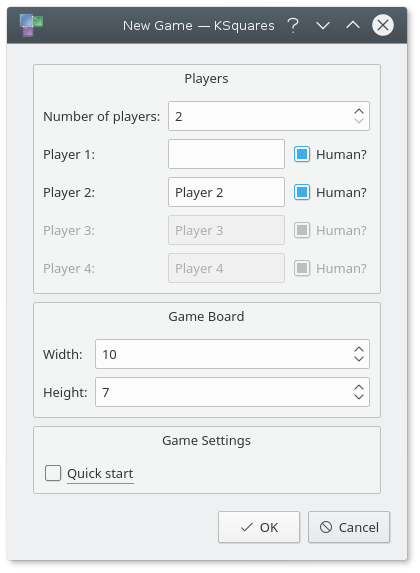 New Game — KSquares
Players
Number of players: 2
Player 1: Human?
Player 2: Player 2 Human?
Player 3: Player 3 Human?
Player 4: Player 4 Human?
Game Board
Width: 10
Height: 7
Game Settings
Quick start
OK Cancel